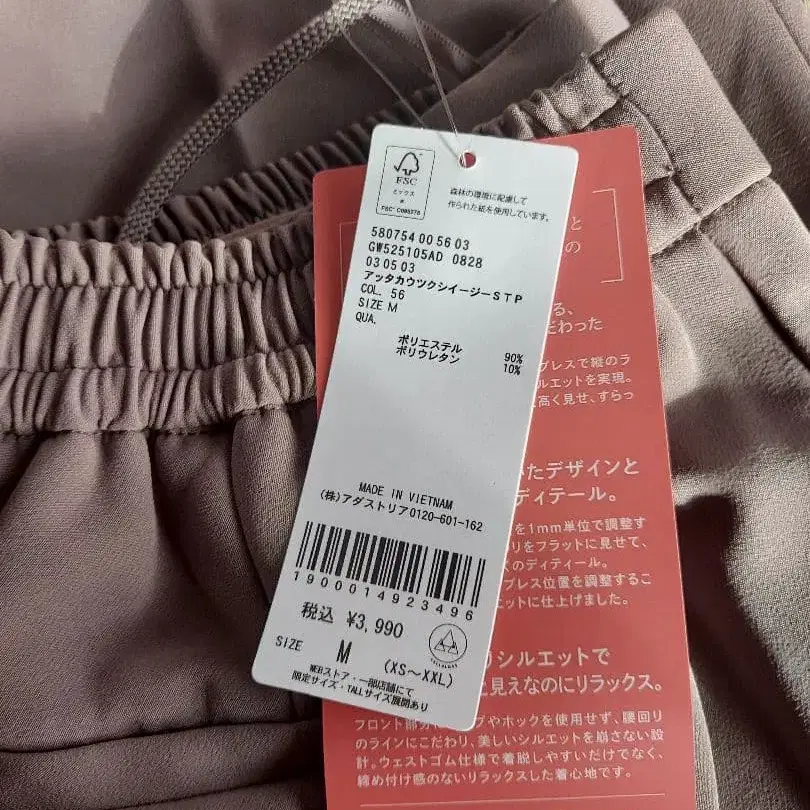 FSC
ミックス
森林の環境に配慮して
作られた紙を使用しています。
580754 00 56 03
GW525105AD 0828
03 05 03
アッタカウツクシイージーSTP
COL. 56
SIZE M
QUA.
ポリエステル 90%
ポリウレタン 10%
MADE IN VIETNAM
(株)アダストリア0120-601-162
1900014923496
税込 ¥3,990
SIZE M (XS〜XXL)
WEBストア・一部店舗にて
限定サイズ・TALLサイズ展開あり
と
の
る、
だわった
プレスで縦のラ
ルエットを実現。
高く見せ、すらっ
いたデザインと
ディテール。
を1mm単位で調整す
リをフラットに見せて、
くのディティール。
プレス位置を調整するこ
エットに仕上げました。
りシルエットで
と見えなのにリラックス。
フロント部分
プやホックを使用せず、腰回り
のラインにこだわり、美しいシルエットを崩さない設
計。ウェストゴム仕様で着脱しやすいだけでなく、
締め付け感のないリラックスした着心地です。